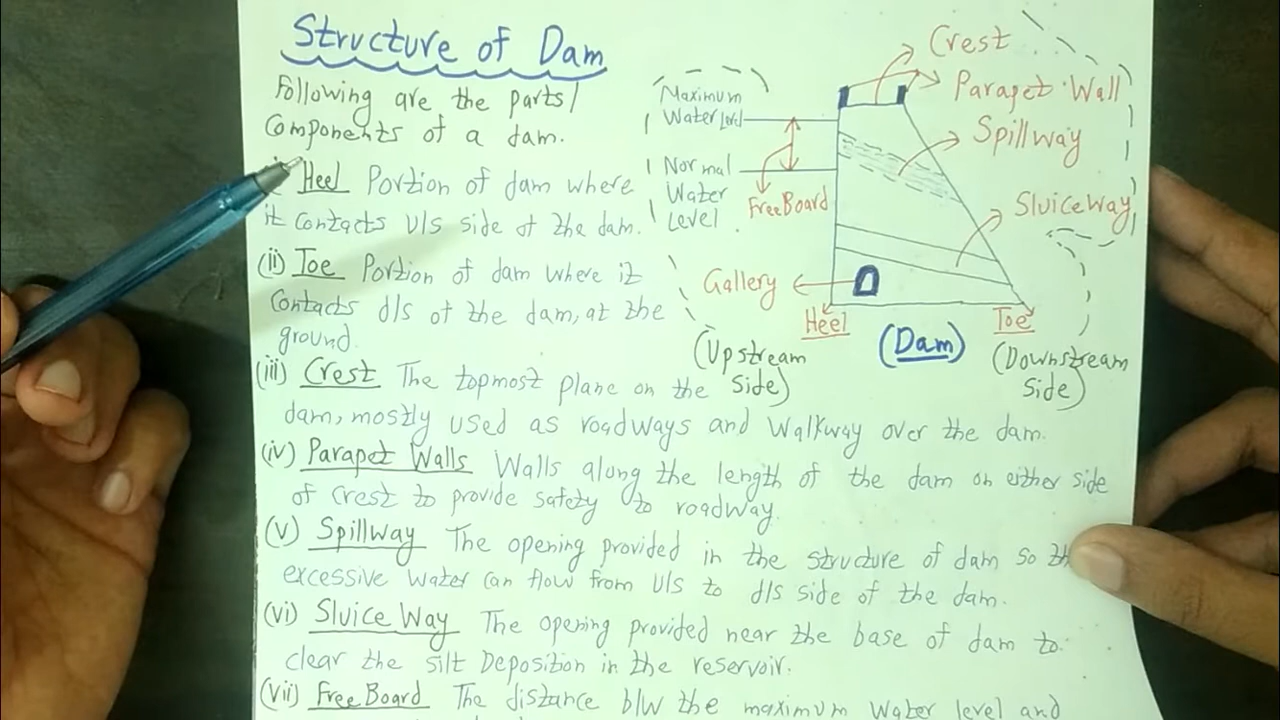 Structure of Dam
Following are the parts/
Components of a dam.
Heel Portion of dam where
it contacts U/S side of the dam.
(ii) Toe Portion of dam where it
contacts d/s of the dam, at the
ground.
(iii) Crest The topmost plane on the
dam, mostly used as roadways and Walkway over the dam.
(iv) Parapet Walls Walls along the length of the dam on either side
of crest to provide safety to roadway.
(v) Spillway The opening provided in the structure of dam so
excessive water can flow from U/s to d/s side of the dam.
(vi) Sluice Way The opening provided near the base of dam to
clear the silt Deposition in the reservoir.
(vii) Free Board The distance b/w the maximum Water level and
Maximum
Water Level
Normal
Water
Level
Free Board
Crest
Parapet Wall
Spillway
Sluiceway
Gallery
Heel
(Dam)
Toe
(Upstream
Side)
(Downstream
Side)